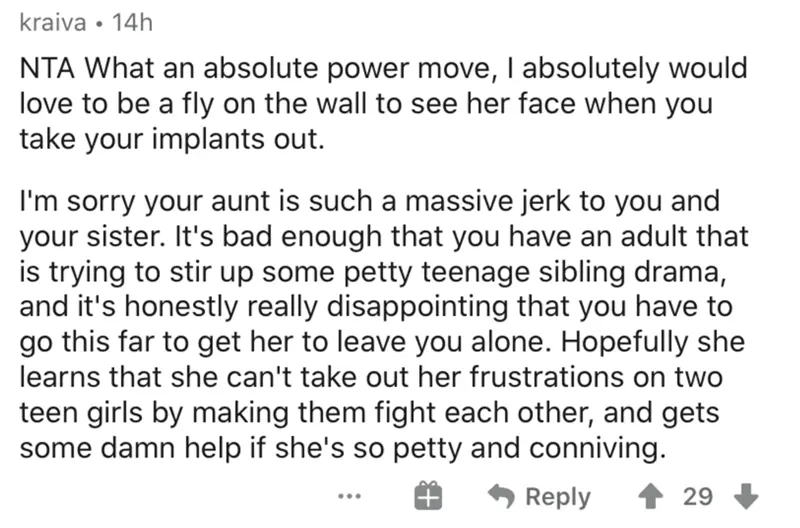 kraiva • 14h
NTA What an absolute power move, I absolutely would
love to be a fly on the wall to see her face when you
take your implants out.
I'm sorry your aunt is such a massive jerk to you and
your sister. It's bad enough that you have an adult that
is trying to stir up some petty teenage sibling drama,
and it's honestly really disappointing that you have to
go this far to get her to leave you alone. Hopefully she
learns that she can't take out her frustrations on two
teen girls by making them fight each other, and gets
some damn help if she's so petty and conniving.
... Reply 29